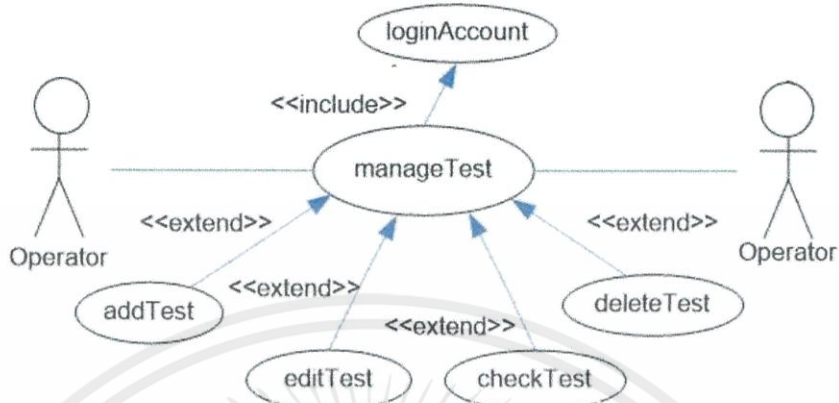 loginAccount
<<include>>
manageTest
<<extend>>
<<extend>>
Operator
Operator
<<extend>>
addTest
deleteTest
<<extend>>
editTest
checkTest